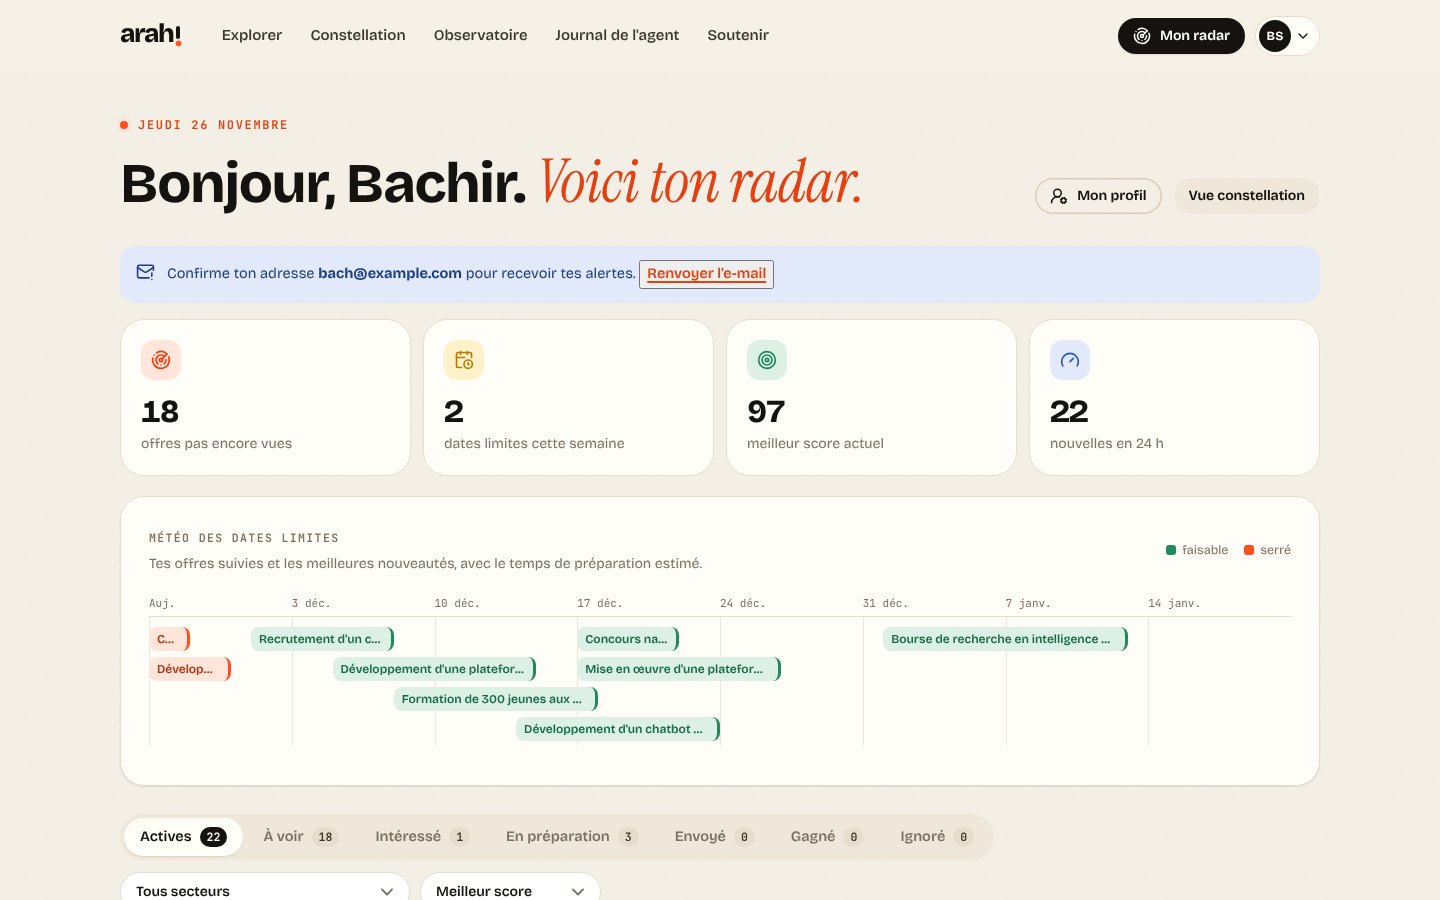 arah!
Explorer
Constellation
Observatoire
Journal de l'agent
Soutenir
Mon radar
BS
JEUDI 26 NOVEMBRE
Bonjour, Bachir. Voici ton radar.
Mon profil
Vue constellation
Confirme ton adresse bach@example.com pour recevoir tes alertes. Renvoyer l'e-mail
18
offres pas encore vues
2
dates limites cette semaine
97
meilleur score actuel
22
nouvelles en 24 h
MÉTÉO DES DATES LIMITES
Tes offres suivies et les meilleures nouveautés, avec le temps de préparation estimé.
faisable
serré
Auj.
3 déc.
10 déc.
17 déc.
24 déc.
31 déc.
7 janv.
14 janv.
C...
Recrutement d'un c...
Concours na...
Bourse de recherche en intelligence ...
Dévelop...
Développement d'une platefor...
Mise en œuvre d'une platefor...
Formation de 300 jeunes aux ...
Développement d'un chatbot ...
Actives 22
À voir 18
Intéressé 1
En préparation 3
Envoyé 0
Gagné 0
Ignoré 0
Tous secteurs
Meilleur score